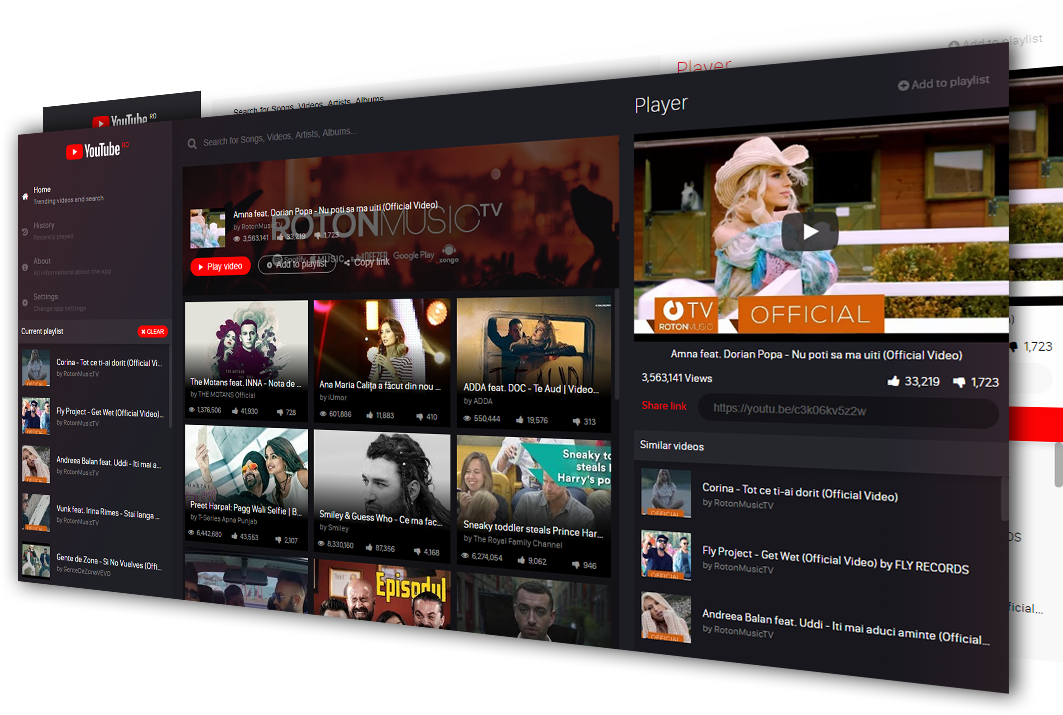 Add to playlist
Player
YouTube RO
Search for Songs, Videos, Artists, Albums
YouTube RO
Home
Trending videos and search
History
Recently played
About
All informations about the app
Settings
Change app settings
Current playlist
CLEAR
Corina - Tot ce ti-ai dorit (Official Vi...
by RotonMusicTV
Fly Project - Get Wet (Official Video)...
by RotonMusicTV
Andreea Balan feat. Uddi - Iti mai a...
by RotonMusicTV
Vunk feat. Irina Rimes - Stai langa ...
by RotonMusicTV
Gente de Zona - Si No Vuelves (Offi...
by GenteDeZonaVEVO
Search for Songs, Videos, Artists, Albums...
ROTONMUSICTV
Amna feat. Dorian Popa - Nu poti sa ma uiti (Official Video)
by RotonMusicTV
3,563,141 33,219 1,723
Play video
Add to playlist
Copy link
Spotify
MUSIC
DEEZER
Google Play
zonga
The Motans feat. INNA - Nota de ...
by THE MOTANS Official
1,376,506 41,930 728
Ana Maria Calița a făcut din nou ...
by iUmor
601,886 11,883 410
TE AUD
ADDA feat. DOC - Te Aud | Video...
by ADDA
550,444 19,576 313
Preet Harpal: Pagg Wali Selfie | B...
by T-Series Apna Punjab
6,442,680 43,553 2,107
Smiley & Guess Who - Ce ma fac...
by Smiley
8,330,160 87,356 4,168
Sneaky to
steals
Harry's po
Sneaky toddler steals Prince Har...
by The Royal Family Channel
6,274,054 9,062 946
Episodul
Player
Add to playlist
TV
ROTONMUSIC
OFFICIAL
Amna feat. Dorian Popa - Nu poti sa ma uiti (Official Video)
3,563,141 Views
33,219 1,723
Share link
https://youtu.be/c3k06kv5z2w
Similar videos
Corina - Tot ce ti-ai dorit (Official Video)
by RotonMusicTV
OFFICIAL
Fly Project - Get Wet (Official Video) by FLY RECORDS
by RotonMusicTV
OFFICIAL
Andreea Balan feat. Uddi - Iti mai aduci aminte (Official...
by RotonMusicTV
OFFICIAL
1,723